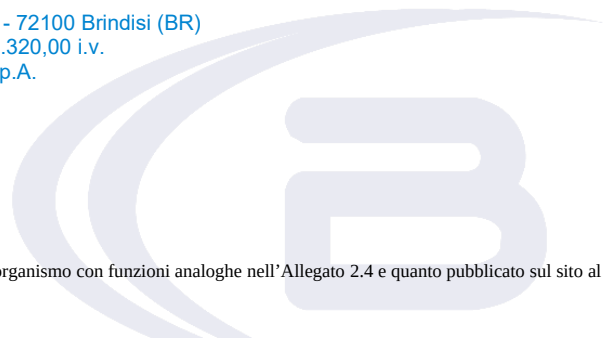 - 72100 Brindisi (BR)
.320,00 i.v.
p.A.
organismo con funzioni analoghe nell’Allegato 2.4 e quanto pubblicato sul sito al